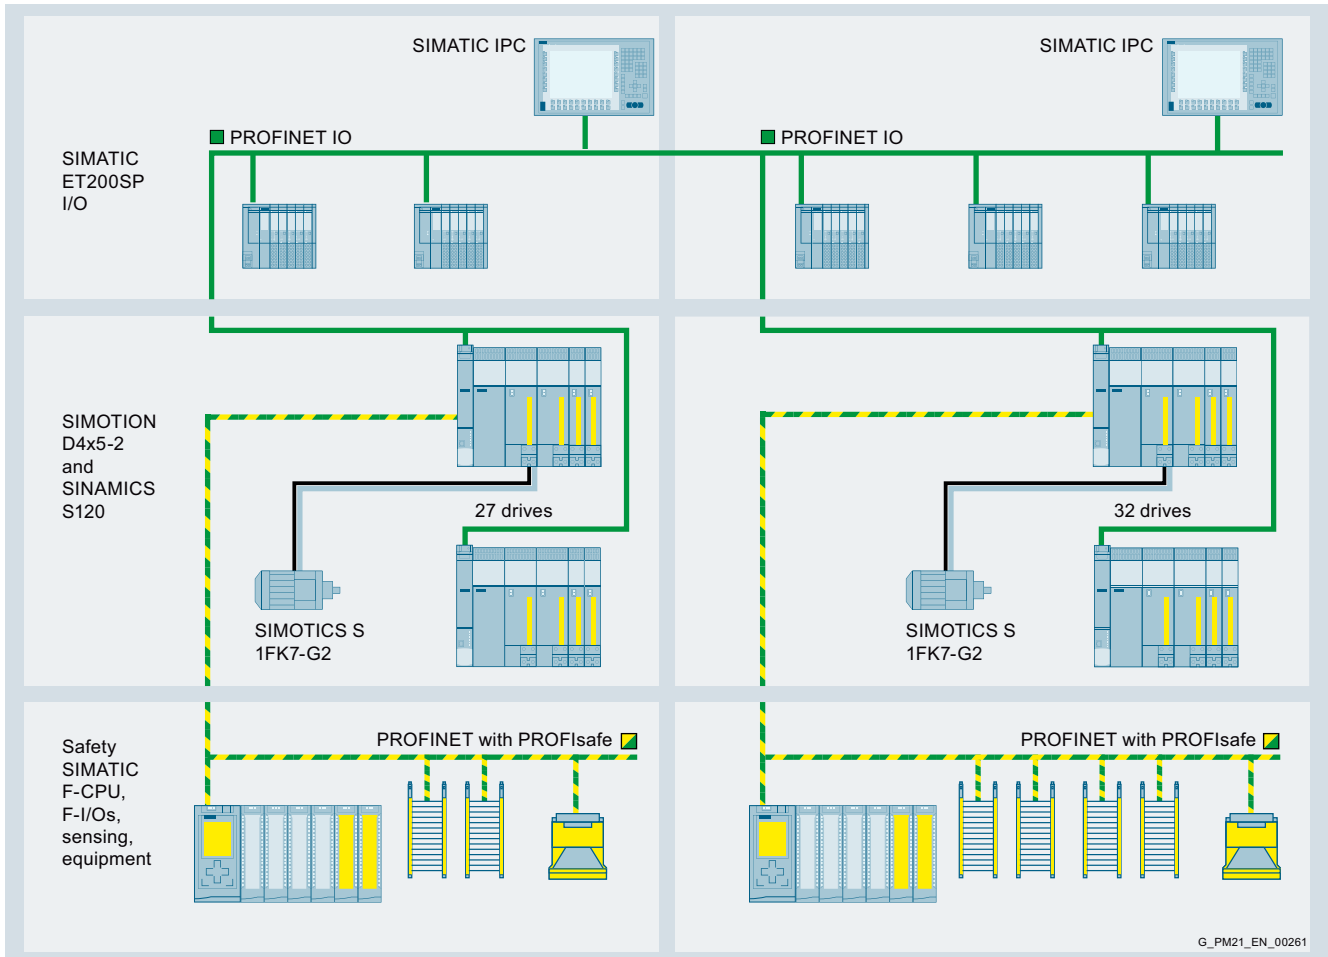 SIMATIC IPC
SIMATIC IPC
PROFINET IO
PROFINET IO
SIMATIC
ET200SP
I/O
SIMOTION
D4x5-2
and
SINAMICS
S120
27 drives
32 drives
SIMOTICS S
1FK7-G2
SIMOTICS S
1FK7-G2
PROFINET with PROFIsafe
PROFINET with PROFIsafe
Safety
SIMATIC
F-CPU,
F-I/Os,
sensing,
equipment
G_PM21_EN_00261